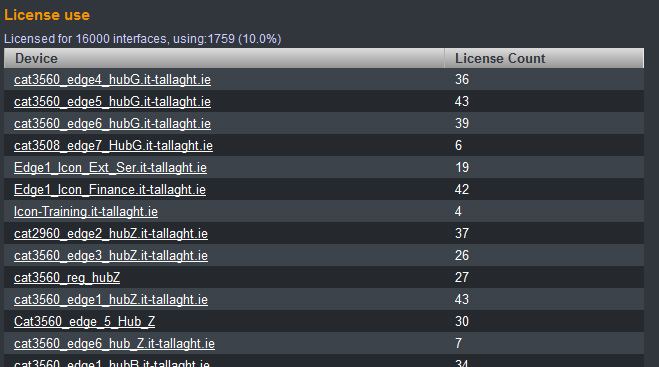 License use
Licensed for 16000 interfaces, using:1759 (10.0%)
Device License Count
cat3560_edge4_hubG.it-tallaght.ie 36
cat3560_edge5_hubG.it-tallaght.ie 43
cat3560_edge6_hubG.it-tallaght.ie 39
cat3508_edge7_HubG.it-tallaght.ie 6
Edge1_Icon_Ext_Ser.it-tallaght.ie 19
Edge1_Icon_Finance.it-tallaght.ie 42
Icon-Training.it-tallaght.ie 4
cat2960_edge2_hubZ.it-tallaght.ie 37
cat3560_edge3_hubZ.it-tallaght.ie 26
cat3560_reg_hubZ 27
cat3560_edge1_hubZ.it-tallaght.ie 43
Cat3560_edge_5_Hub_Z 30
cat3560_edge6_hub_Z.it-tallaght.ie 7
cat3560_edge1_hubB.it-tallaght.ie 34